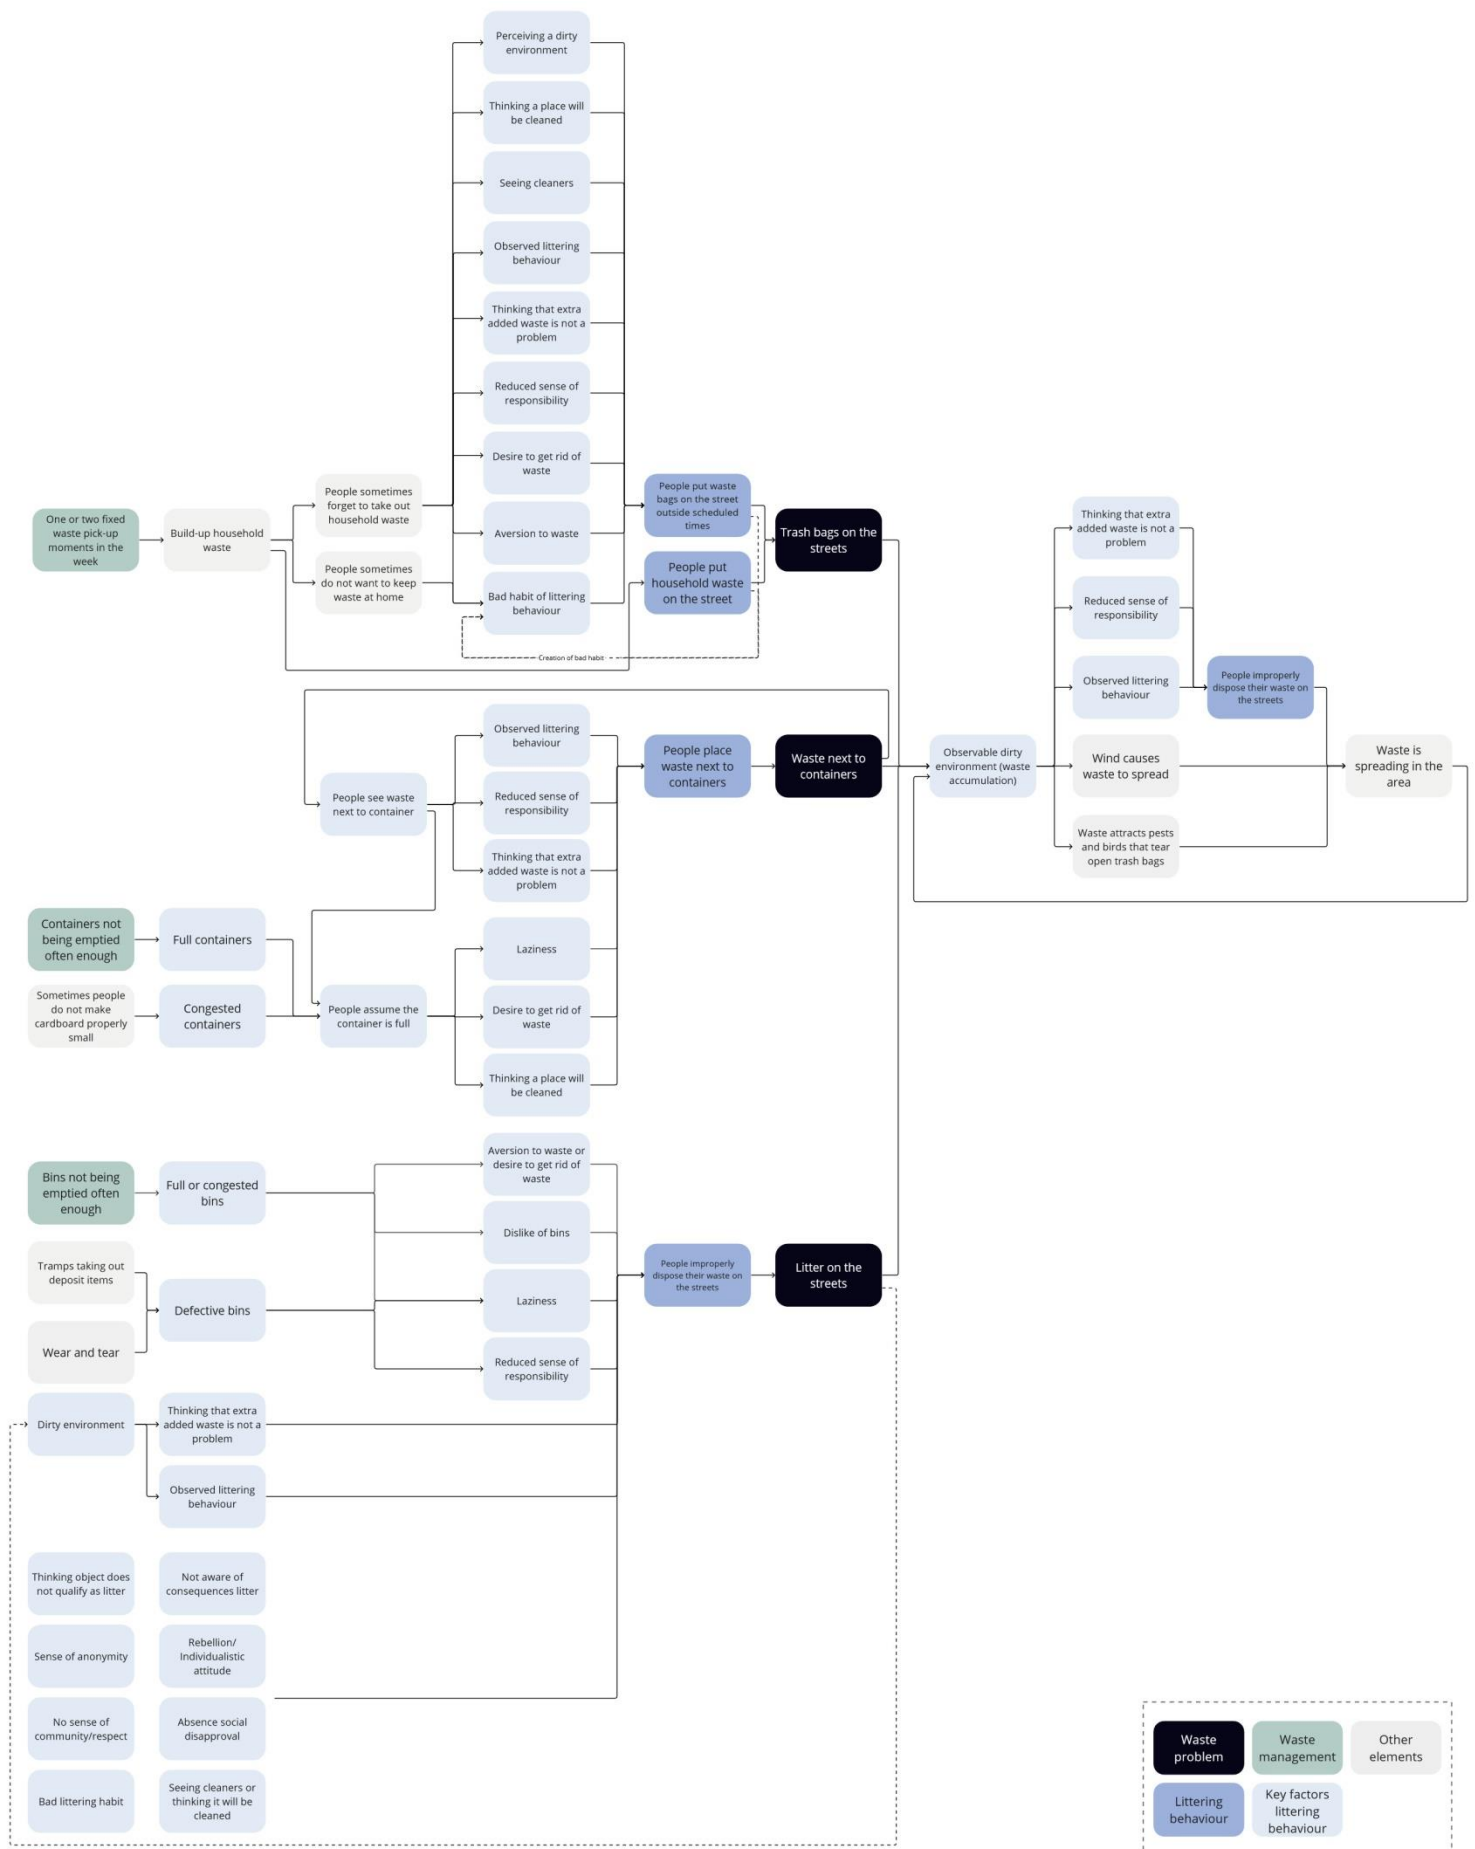 Perceiving a dirty
environment
Thinking a place will
be cleaned
Seeing cleaners
Observed littering
behaviour
Thinking that extra
added waste is not a
problem
Reduced sense of
responsibility
Desire to get rid of
waste
Aversion to waste
Bad habit of littering
behaviour
One or two fixed
waste pick-up
moments in the
week
Build-up household
waste
People sometimes
forget to take out
household waste
People sometimes
do not want to keep
waste at home
People put waste
bags on the street
outside scheduled
times
People put
household waste
on the street
Trash bags on the
streets
Creation of bad habit
Thinking that extra
added waste is not a
problem
Reduced sense of
responsibility
Observed littering
behaviour
People improperly
dispose their waste on
the streets
Wind causes
waste to spread
Waste attracts pests
and birds that tear
open trash bags
Observable dirty
environment (waste
accumulation)
Waste is
spreading in the
area
Observed littering
behaviour
Reduced sense of
responsibility
Thinking that extra
added waste is not a
problem
People see waste
next to container
People place
waste next to
containers
Waste next to
containers
Containers not
being emptied
often enough
Full containers
Sometimes people
do not make
cardboard properly
small
Congested
containers
People assume the
container is full
Laziness
Desire to get rid of
waste
Thinking a place will
be cleaned
Bins not being
emptied often
enough
Full or congested
bins
Tramps taking out
deposit items
Wear and tear
Defective bins
Aversion to waste or
desire to get rid of
waste
Dislike of bins
Laziness
Reduced sense of
responsibility
People improperly
dispose their waste on
the streets
Litter on the
streets
Dirty environment
Thinking that extra
added waste is not a
problem
Observed littering
behaviour
Thinking object does
not qualify as litter
Not aware of
consequences litter
Sense of anonymity
Rebellion/
Individualistic
attitude
No sense of
community/respect
Absence social
disapproval
Bad littering habit
Seeing cleaners or
thinking it will be
cleaned
Waste
problem
Waste
management
Other
elements
Littering
behaviour
Key factors
littering
behaviour